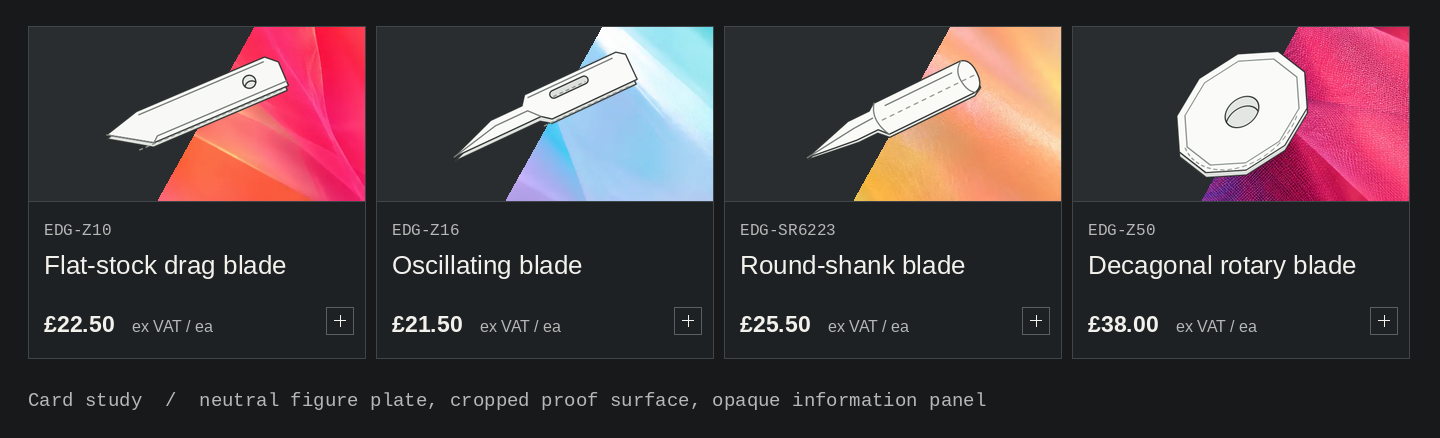 EDG-Z10
Flat-stock drag blade
£22.50 ex VAT / ea
EDG-Z16
Oscillating blade
£21.50 ex VAT / ea
EDG-SR6223
Round-shank blade
£25.50 ex VAT / ea
EDG-Z50
Decagonal rotary blade
£38.00 ex VAT / ea
Card study / neutral figure plate, cropped proof surface, opaque information panel